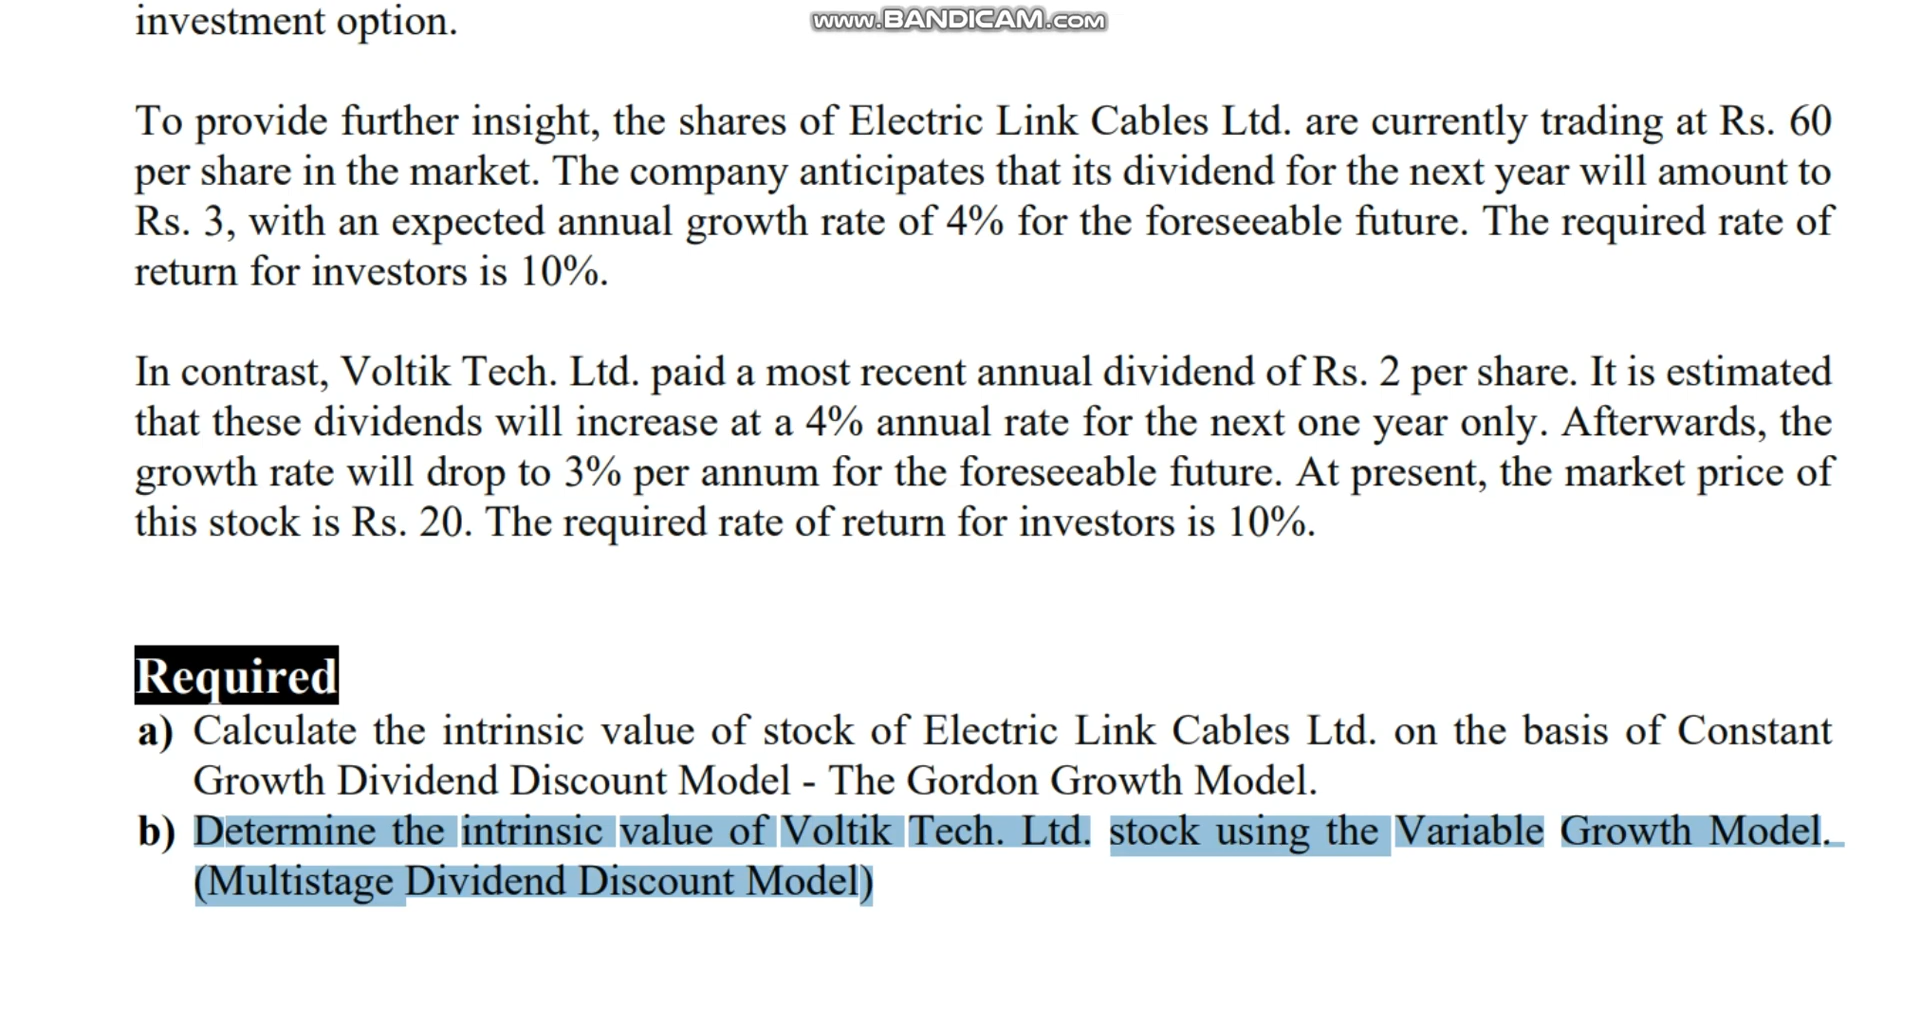 investment option.
www.BANDICAM.com
To provide further insight, the shares of Electric Link Cables Ltd. are currently trading at Rs. 60
per share in the market. The company anticipates that its dividend for the next year will amount to
Rs. 3, with an expected annual growth rate of 4% for the foreseeable future. The required rate of
return for investors is 10%.
In contrast, Voltik Tech. Ltd. paid a most recent annual dividend of Rs. 2 per share. It is estimated
that these dividends will increase at a 4% annual rate for the next one year only. Afterwards, the
growth rate will drop to 3% per annum for the foreseeable future. At present, the market price of
this stock is Rs. 20. The required rate of return for investors is 10%.
Required
a) Calculate the intrinsic value of stock of Electric Link Cables Ltd. on the basis of Constant
Growth Dividend Discount Model - The Gordon Growth Model.
b) Determine the intrinsic value of Voltik Tech. Ltd. stock using the Variable Growth Model.
(Multistage Dividend Discount Model)